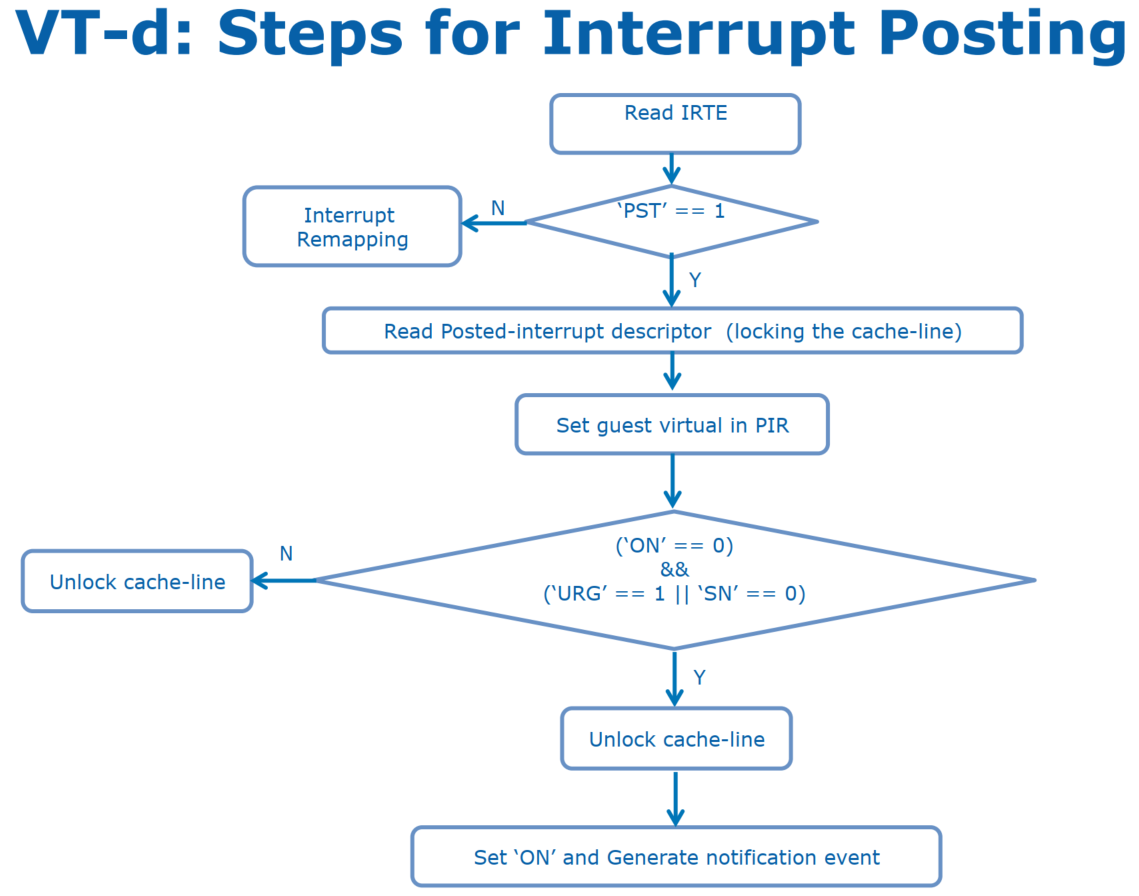 VT-d: Steps for Interrupt Posting
Read IRTE
‘PST’ == 1
N
Interrupt
Remapping
Y
Read Posted-interrupt descriptor (locking the cache-line)
Set guest virtual in PIR
(‘ON’ == 0)
&&
(‘URG’ == 1 || ‘SN’ == 0)
N
Unlock cache-line
Y
Unlock cache-line
Set ‘ON’ and Generate notification event